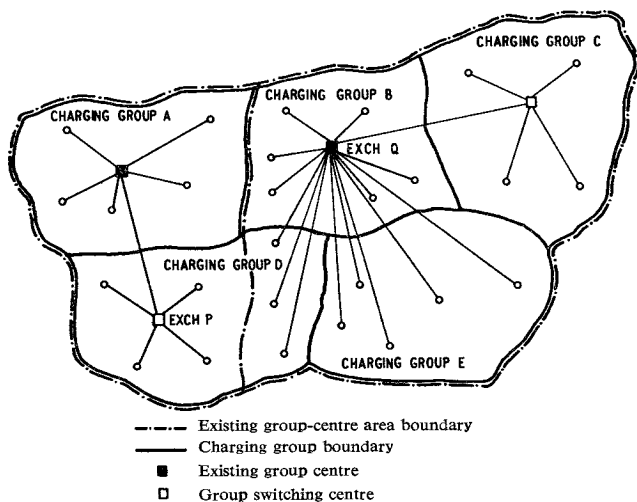 CHARGING GROUP C
CHARGING GROUP B
CHARGING GROUP A
EXCH Q
CHARGING GROUP D
EXCH P
CHARGING GROUP E
Existing group-centre area boundary
Charging group boundary
Existing group centre
Group switching centre